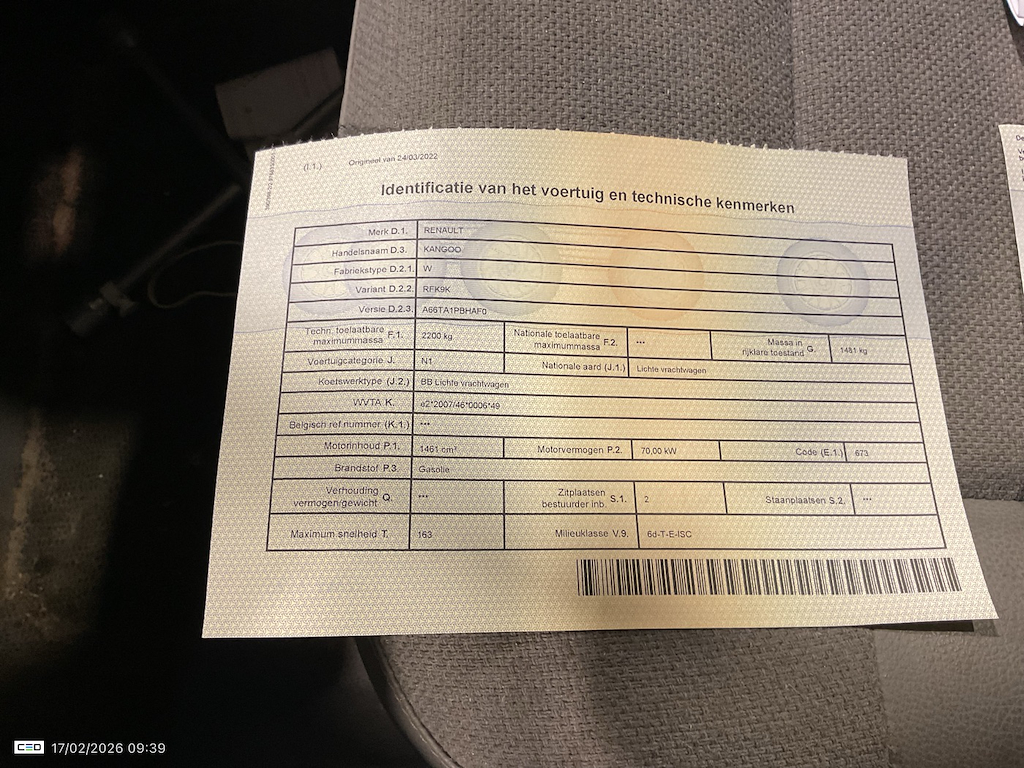 (I.1.) Origineel van 24/03/2022
Identificatie van het voertuig en technische kenmerken
Merk D.1. RENAULT
Handelsnaam D.3. KANGOO
Fabriekstype D.2.1. W
Variant D.2.2. RFK9K
Versie D.2.3. A66TA1PBHAF0
Techn. toelaatbare maximummassa F.1. 2200 kg Nationale toelaatbare maximummassa F.2. *** Massa in rijklare toestand G. 1481 kg
Voertuigcategorie J. N1 Nationale aard (J.1.) Lichte vrachtwagen
Koetswerktype (J.2.) BB Lichte vrachtwagen
WVTA K. e2*2007/46*0006*49
Belgisch ref.nummer (K.1.) ***
Motorinhoud P.1. 1461 cm³ Motorvermogen P.2. 70,00 kW Code (E.1.) 673
Brandstof P.3. Gasolie
Verhouding vermogen/gewicht Q. *** Zitplaatsen bestuurder inb. S.1. 2 Staanplaatsen S.2. ***
Maximum snelheid T. 163 Milieuklasse V.9. 6d-T-E-ISC
17/02/2026 09:39